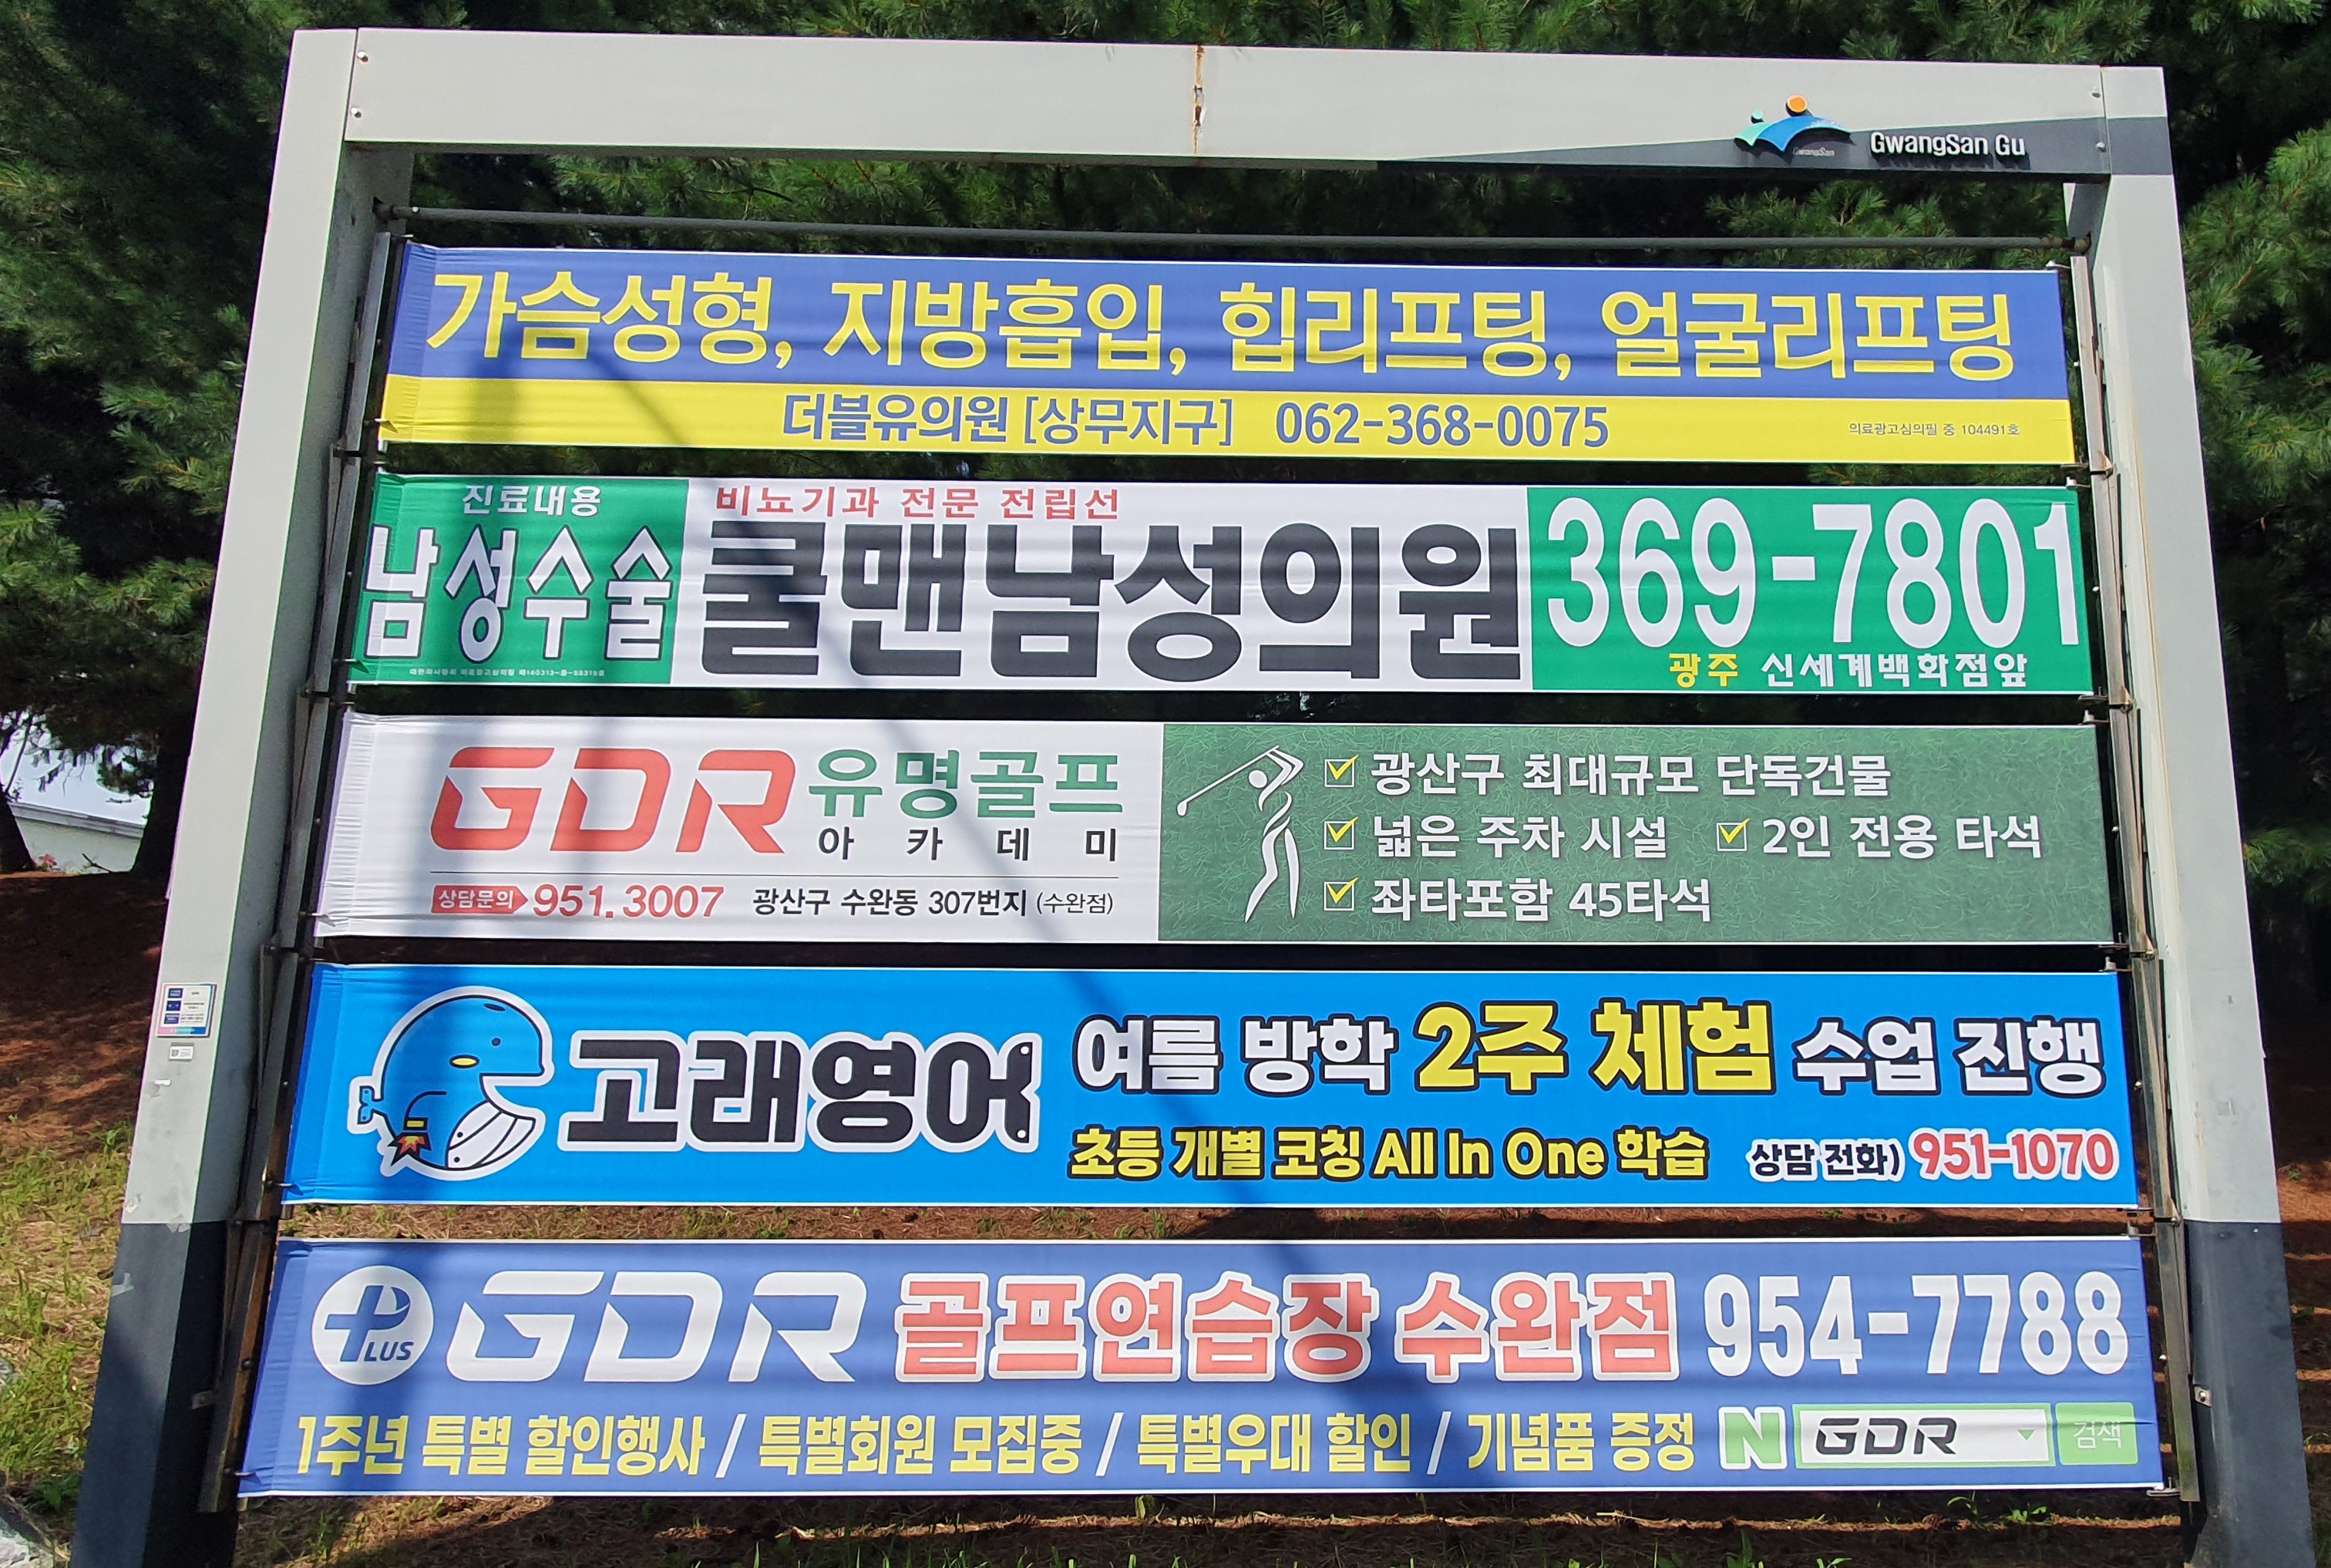 GwangSan Gu
가슴성형, 지방흡입, 힙리프팅, 얼굴리프팅
더블유의원 [상무지구] 062-368-0075
의료광고심의필 중 104491호
진료내용
남성수술
비뇨기과 전문 전립선
쿨맨남성의원
369-7801
광주 신세계백화점앞
GDR 유명골프
아카데미
상담문의 951.3007 광산구 수완동 307번지 (수완점)
광산구 최대규모 단독건물
넓은 주차 시설 2인 전용 타석
좌타포함 45타석
고래영어
여름 방학 2주 체험 수업 진행
초등 개별 코칭 All In One 학습 상담 전화) 951-1070
PLUS GDR 골프연습장 수완점 954-7788
1주년 특별 할인행사 / 특별회원 모집중 / 특별우대 할인 / 기념품 증정 N GDR 검색